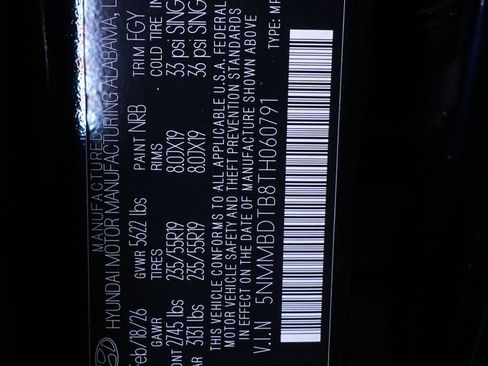 MANUFACTURED
HYUNDAI MOTOR MANUFACTURING ALABAMA, L
Feb/18/26 GVWR 5622 lbs PAINT NRB TRIM FGY
GAWR TIRES RIMS COLD TIRE IN
ONT 2745 lbs 235/55R19 8.0JX19 33 psi SING
AR 3131 lbs 235/55R19 8.0JX19 36 psi SING
THIS VEHICLE CONFORMS TO ALL APPLICABLE U.S.A. FEDERAL
MOTOR VEHICLE SAFETY AND THEFT PREVENTION STANDARDS
IN EFFECT ON THE DATE OF MANUFACTURE SHOWN ABOVE
V.I.N 5NMMBDTB8TH060791 TYPE: MP